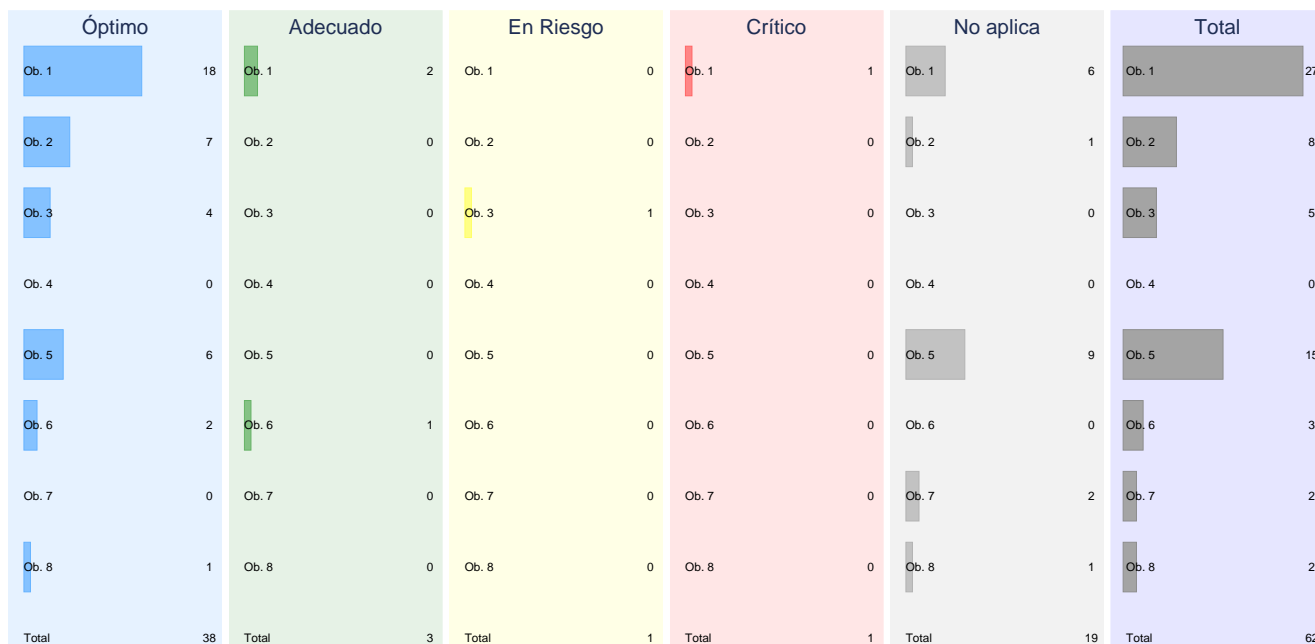 Óptimo Adecuado En Riesgo Crítico No aplica Total
Ob. 1 18 Ob. 1 2 Ob. 1 0 Ob. 1 1 Ob. 1 6 Ob. 1 27
Ob. 2 7 Ob. 2 0 Ob. 2 0 Ob. 2 0 Ob. 2 1 Ob. 2 8
Ob. 3 4 Ob. 3 0 Ob. 3 1 Ob. 3 0 Ob. 3 0 Ob. 3 5
Ob. 4 0 Ob. 4 0 Ob. 4 0 Ob. 4 0 Ob. 4 0 Ob. 4 0
Ob. 5 6 Ob. 5 0 Ob. 5 0 Ob. 5 0 Ob. 5 9 Ob. 5 15
Ob. 6 2 Ob. 6 1 Ob. 6 0 Ob. 6 0 Ob. 6 0 Ob. 6 3
Ob. 7 0 Ob. 7 0 Ob. 7 0 Ob. 7 0 Ob. 7 2 Ob. 7 2
Ob. 8 1 Ob. 8 0 Ob. 8 0 Ob. 8 0 Ob. 8 1 Ob. 8 2
Total 38 Total 3 Total 1 Total 1 Total 19 Total 62